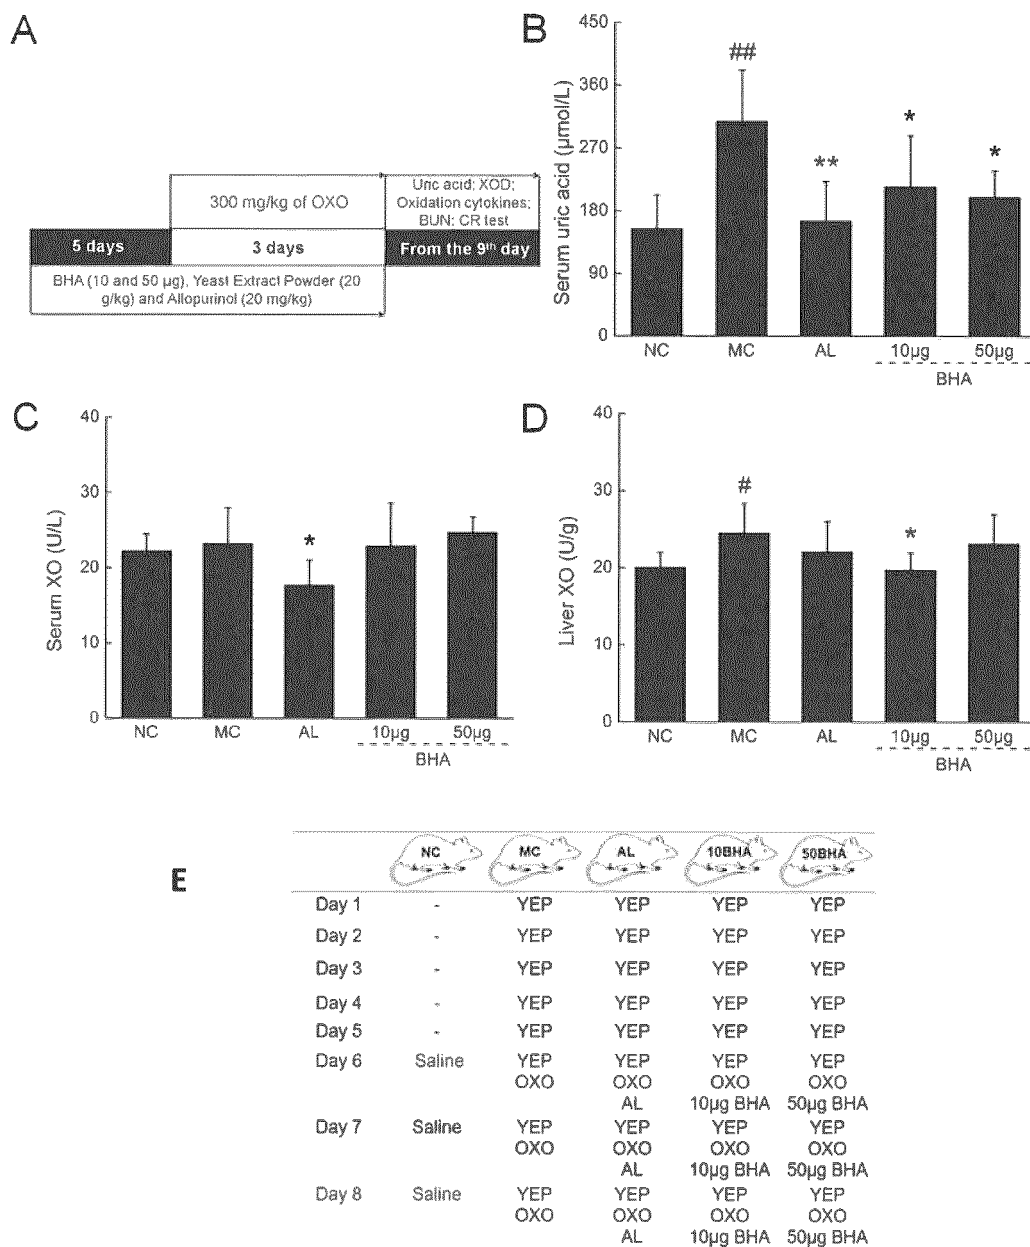 A
300 mg/kg of OXO
Uric acid; XOD;
Oxidation cytokines;
BUN; CR test
5 days
3 days
From the 9th day
BHA (10 and 50 µg), Yeast Extract Powder (20
g/kg) and Allopurinol (20 mg/kg)
B
Serum uric acid (µmol/L)
450
360
270
180
90
0
##
**
*
*
NC MC AL 10µg 50µg
BHA
C
Serum XO (U/L)
40
30
20
10
0
*
NC MC AL 10µg 50µg
BHA
D
Liver XO (U/g)
40
30
20
10
0
#
*
NC MC AL 10µg 50µg
BHA
E
NC MC AL 10BHA 50BHA
Day 1 - YEP YEP YEP YEP
Day 2 - YEP YEP YEP YEP
Day 3 - YEP YEP YEP YEP
Day 4 - YEP YEP YEP YEP
Day 5 - YEP YEP YEP YEP
Day 6 Saline YEP YEP YEP YEP
OXO OXO OXO OXO
AL 10µg BHA 50µg BHA
Day 7 Saline YEP YEP YEP YEP
OXO OXO OXO OXO
AL 10µg BHA 50µg BHA
Day 8 Saline YEP YEP YEP YEP
OXO OXO OXO OXO
AL 10µg BHA 50µg BHA